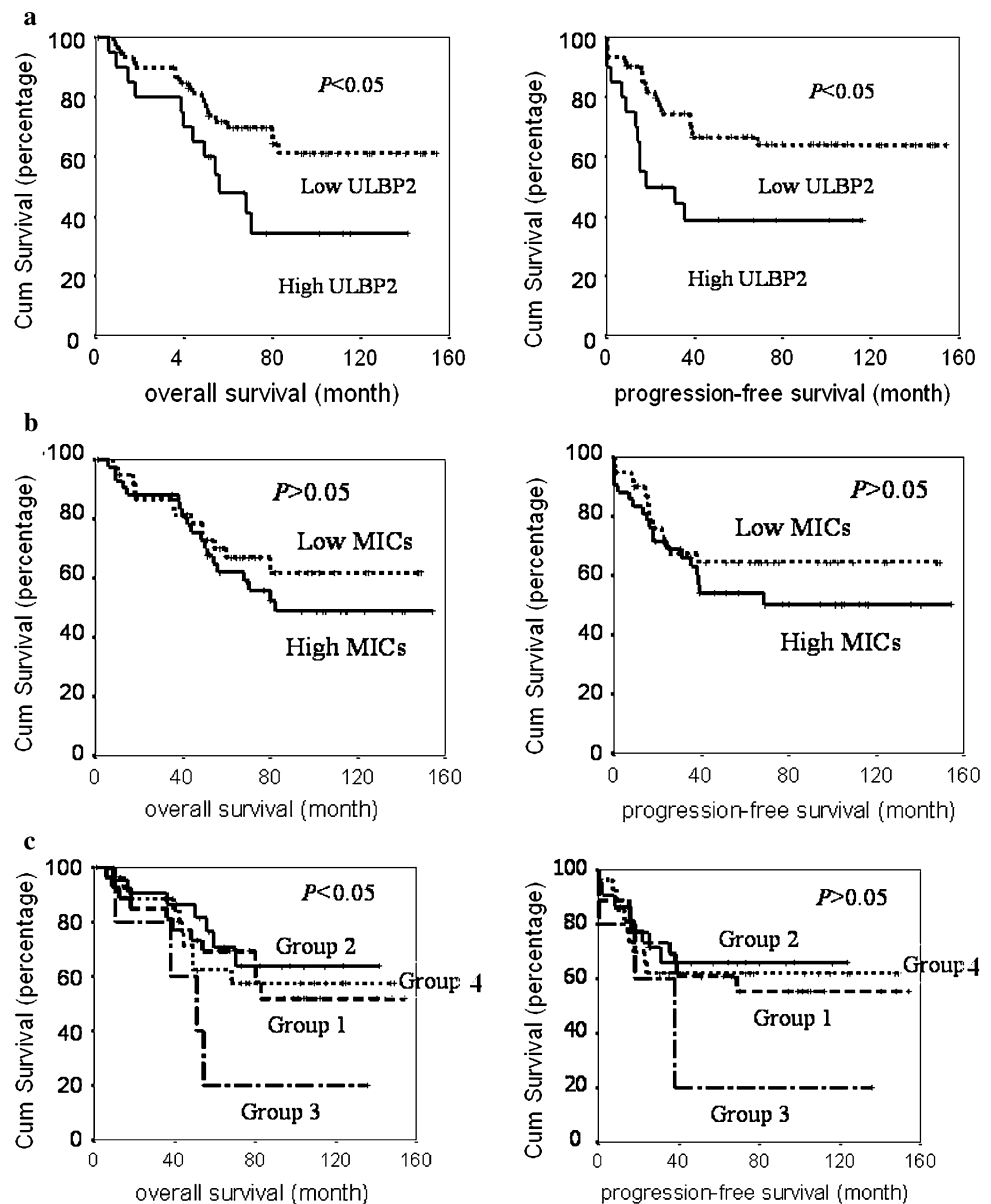 a
100
80
60
40
20
0
Cum Survival (percentage)
P<0.05
Low ULBP2
High ULBP2
0 4 80 120 160
overall survival (month)
100
80
60
40
20
0
Cum Survival (percentage)
P<0.05
Low ULBP2
High ULBP2
0 40 80 120 160
progression-free survival (month)
b
100
80
60
40
20
0
Cum Survival (percentage)
P>0.05
Low MICs
High MICs
0 40 80 120 160
overall survival (month)
100
80
60
40
20
0
Cum Survival (percentage)
P>0.05
Low MICs
High MICs
0 40 80 120 160
progression-free survival (month)
c
100
80
60
40
20
0
Cum Survival (percentage)
P<0.05
Group 2
Group 4
Group 1
Group 3
0 40 80 120 160
overall survival (month)
100
80
60
40
20
0
Cum Survival (percentage)
P>0.05
Group 2
Group 4
Group 1
Group 3
0 40 80 120 160
progression-free survival (month)